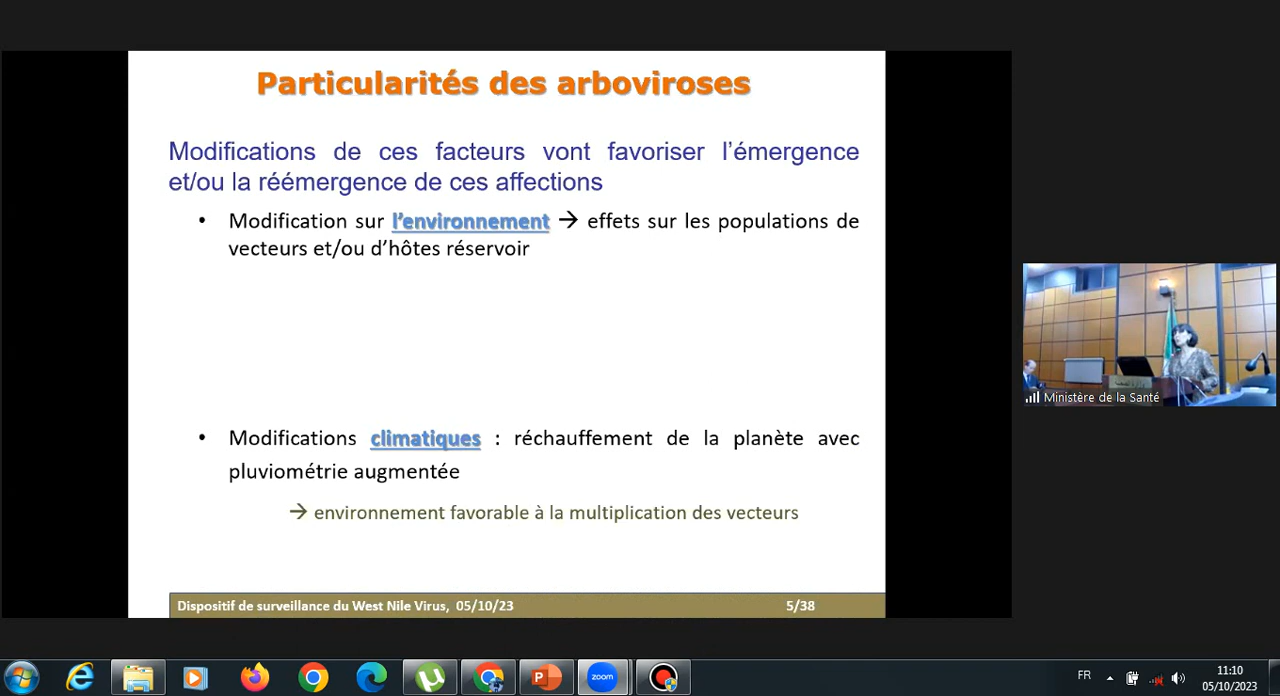 Particularités des arboviroses
Modifications de ces facteurs vont favoriser l’émergence
et/ou la réémergence de ces affections
• Modification sur l’environnement → effets sur les populations de
vecteurs et/ou d’hôtes réservoir
• Modifications climatiques : réchauffement de la planète avec
pluviométrie augmentée
→ environnement favorable à la multiplication des vecteurs
Dispositif de surveillance du West Nile Virus, 05/10/23 5/38
Ministère de la Santé
zoom
FR
11:10
05/10/2023